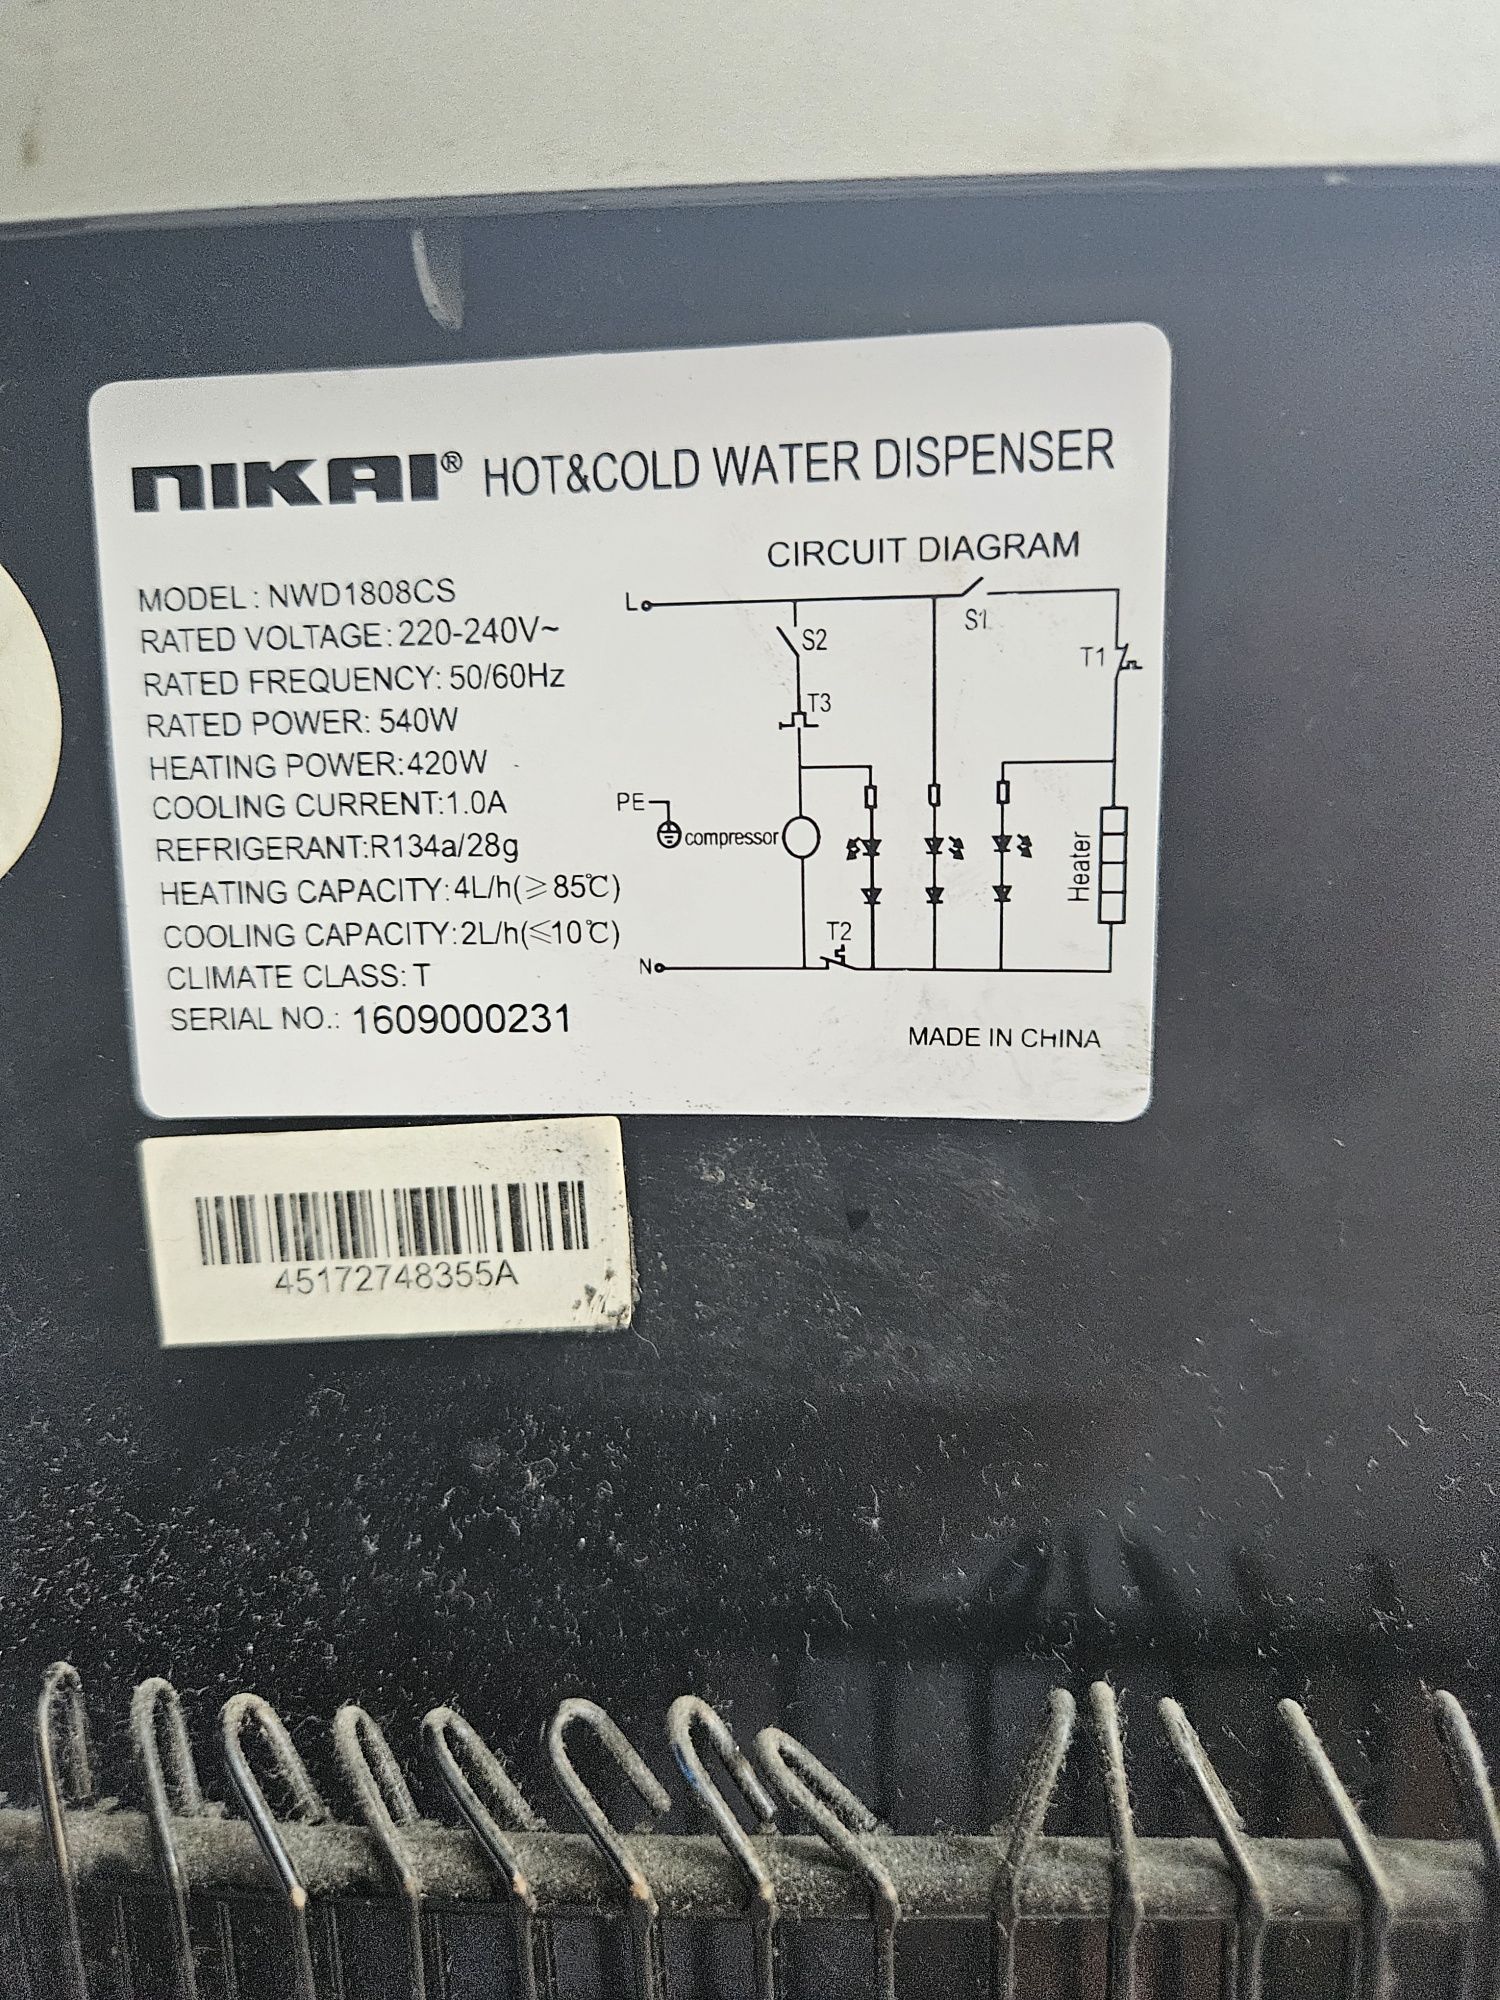 NIKAI® HOT&COLD WATER DISPENSER
CIRCUIT DIAGRAM
MODEL: NWD1808CS
RATED VOLTAGE: 220-240V~
RATED FREQUENCY: 50/60Hz
RATED POWER: 540W
HEATING POWER:420W
COOLING CURRENT:1.0A
REFRIGERANT:R134a/28g
HEATING CAPACITY:4L/h(≥85℃)
COOLING CAPACITY:2L/h(≤10℃)
CLIMATE CLASS: T
SERIAL NO.: 1609000231
L
S1
S2
T1
T3
PE
compressor
Heater
T2
N
MADE IN CHINA
45172748355A